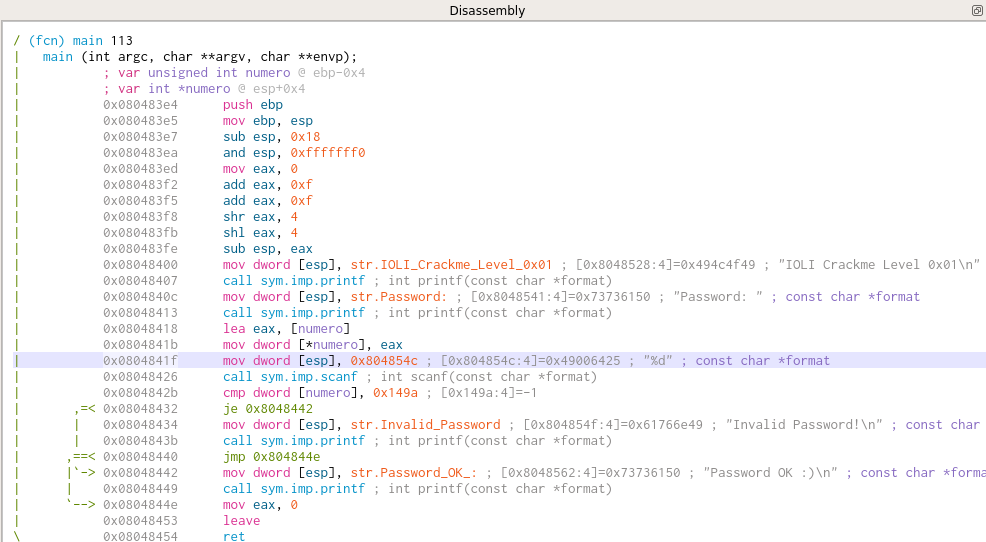 Disassembly
/ (fcn) main 113
|   main (int argc, char **argv, char **envp);
|           ; var unsigned int numero @ ebp-0x4
|           ; var int *numero @ esp+0x4
|           0x080483e4      push ebp
|           0x080483e5      mov ebp, esp
|           0x080483e7      sub esp, 0x18
|           0x080483ea      and esp, 0xfffffff0
|           0x080483ed      mov eax, 0
|           0x080483f2      add eax, 0xf
|           0x080483f5      add eax, 0xf
|           0x080483f8      shr eax, 4
|           0x080483fb      shl eax, 4
|           0x080483fe      sub esp, eax
|           0x08048400      mov dword [esp], str.IOLI_Crackme_Level_0x01 ; [0x8048528:4]=0x494c4f49 ; "IOLI Crackme Level 0x01\n"
|           0x08048407      call sym.imp.printf ; int printf(const char *format)
|           0x0804840c      mov dword [esp], str.Password: ; [0x8048541:4]=0x73736150 ; "Password: " ; const char *format
|           0x08048413      call sym.imp.printf ; int printf(const char *format)
|           0x08048418      lea eax, [numero]
|           0x0804841b      mov dword [*numero], eax
|           0x0804841f      mov dword [esp], 0x804854c ; [0x804854c:4]=0x49006425 ; "%d" ; const char *format
|           0x08048426      call sym.imp.scanf ; int scanf(const char *format)
|           0x0804842b      cmp dword [numero], 0x149a ; [0x149a:4]=-1
|       ,=< 0x08048432      je 0x8048442
|       |   0x08048434      mov dword [esp], str.Invalid_Password ; [0x804854f:4]=0x61766e49 ; "Invalid Password!\n" ; const char
|       |   0x0804843b      call sym.imp.printf ; int printf(const char *format)
|      ,==< 0x08048440      jmp 0x804844e
|      |`-> 0x08048442      mov dword [esp], str.Password_OK_: ; [0x8048562:4]=0x73736150 ; "Password OK :)\n" ; const char *forma
|      |    0x08048449      call sym.imp.printf ; int printf(const char *format)
|      `--> 0x0804844e      mov eax, 0
|           0x08048453      leave
\           0x08048454      ret